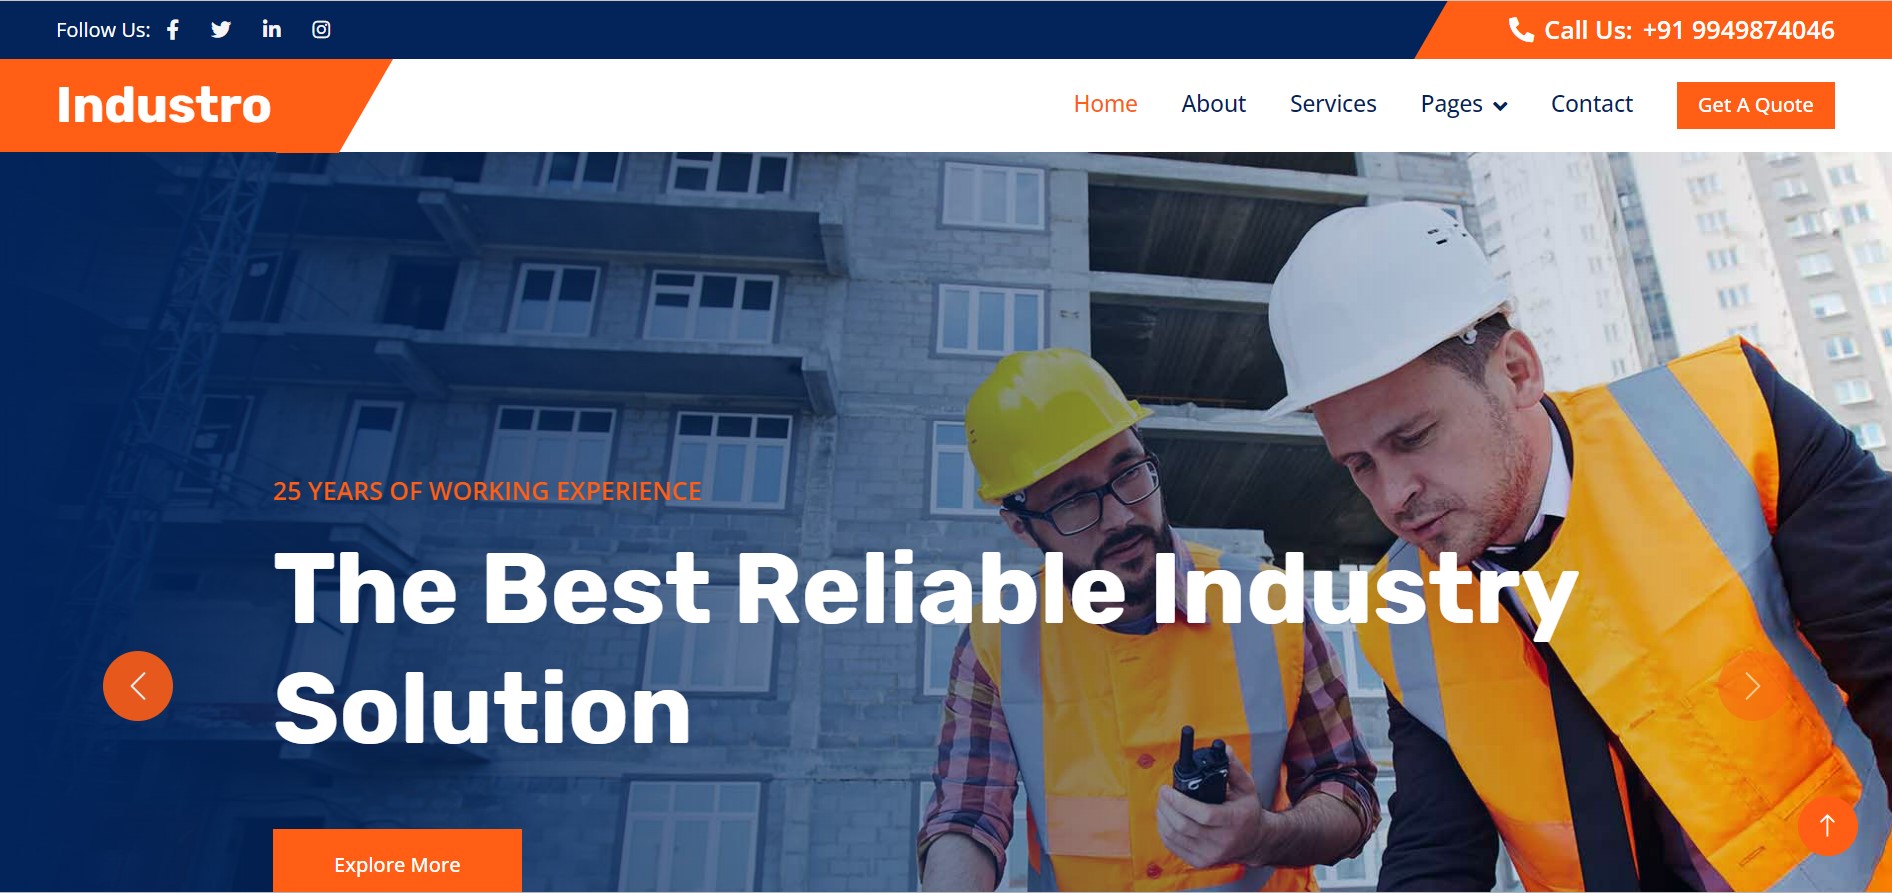 Follow Us:
Call Us: +91 9949874046
Industro
Home
About
Services
Pages
Contact
Get A Quote
25 YEARS OF WORKING EXPERIENCE
The Best Reliable Industry
Solution
Explore More